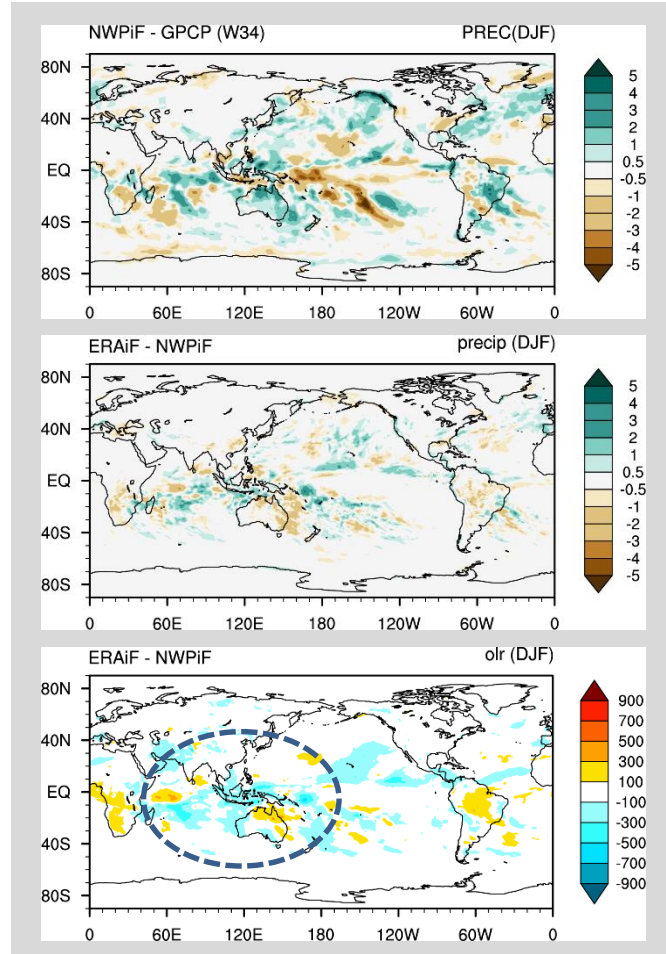 NWPiF - GPCP (W34) PREC(DJF)
80N
40N
EQ
40S
80S
0 60E 120E 180 120W 60W 0
5
4
3
2
1
0.5
-0.5
-1
-2
-3
-4
-5
ERAiF - NWPiF precip (DJF)
80N
40N
EQ
40S
80S
0 60E 120E 180 120W 60W 0
5
4
3
2
1
0.5
-0.5
-1
-2
-3
-4
-5
ERAiF - NWPiF olr (DJF)
80N
40N
EQ
40S
80S
0 60E 120E 180 120W 60W 0
900
700
500
300
100
-100
-300
-500
-700
-900